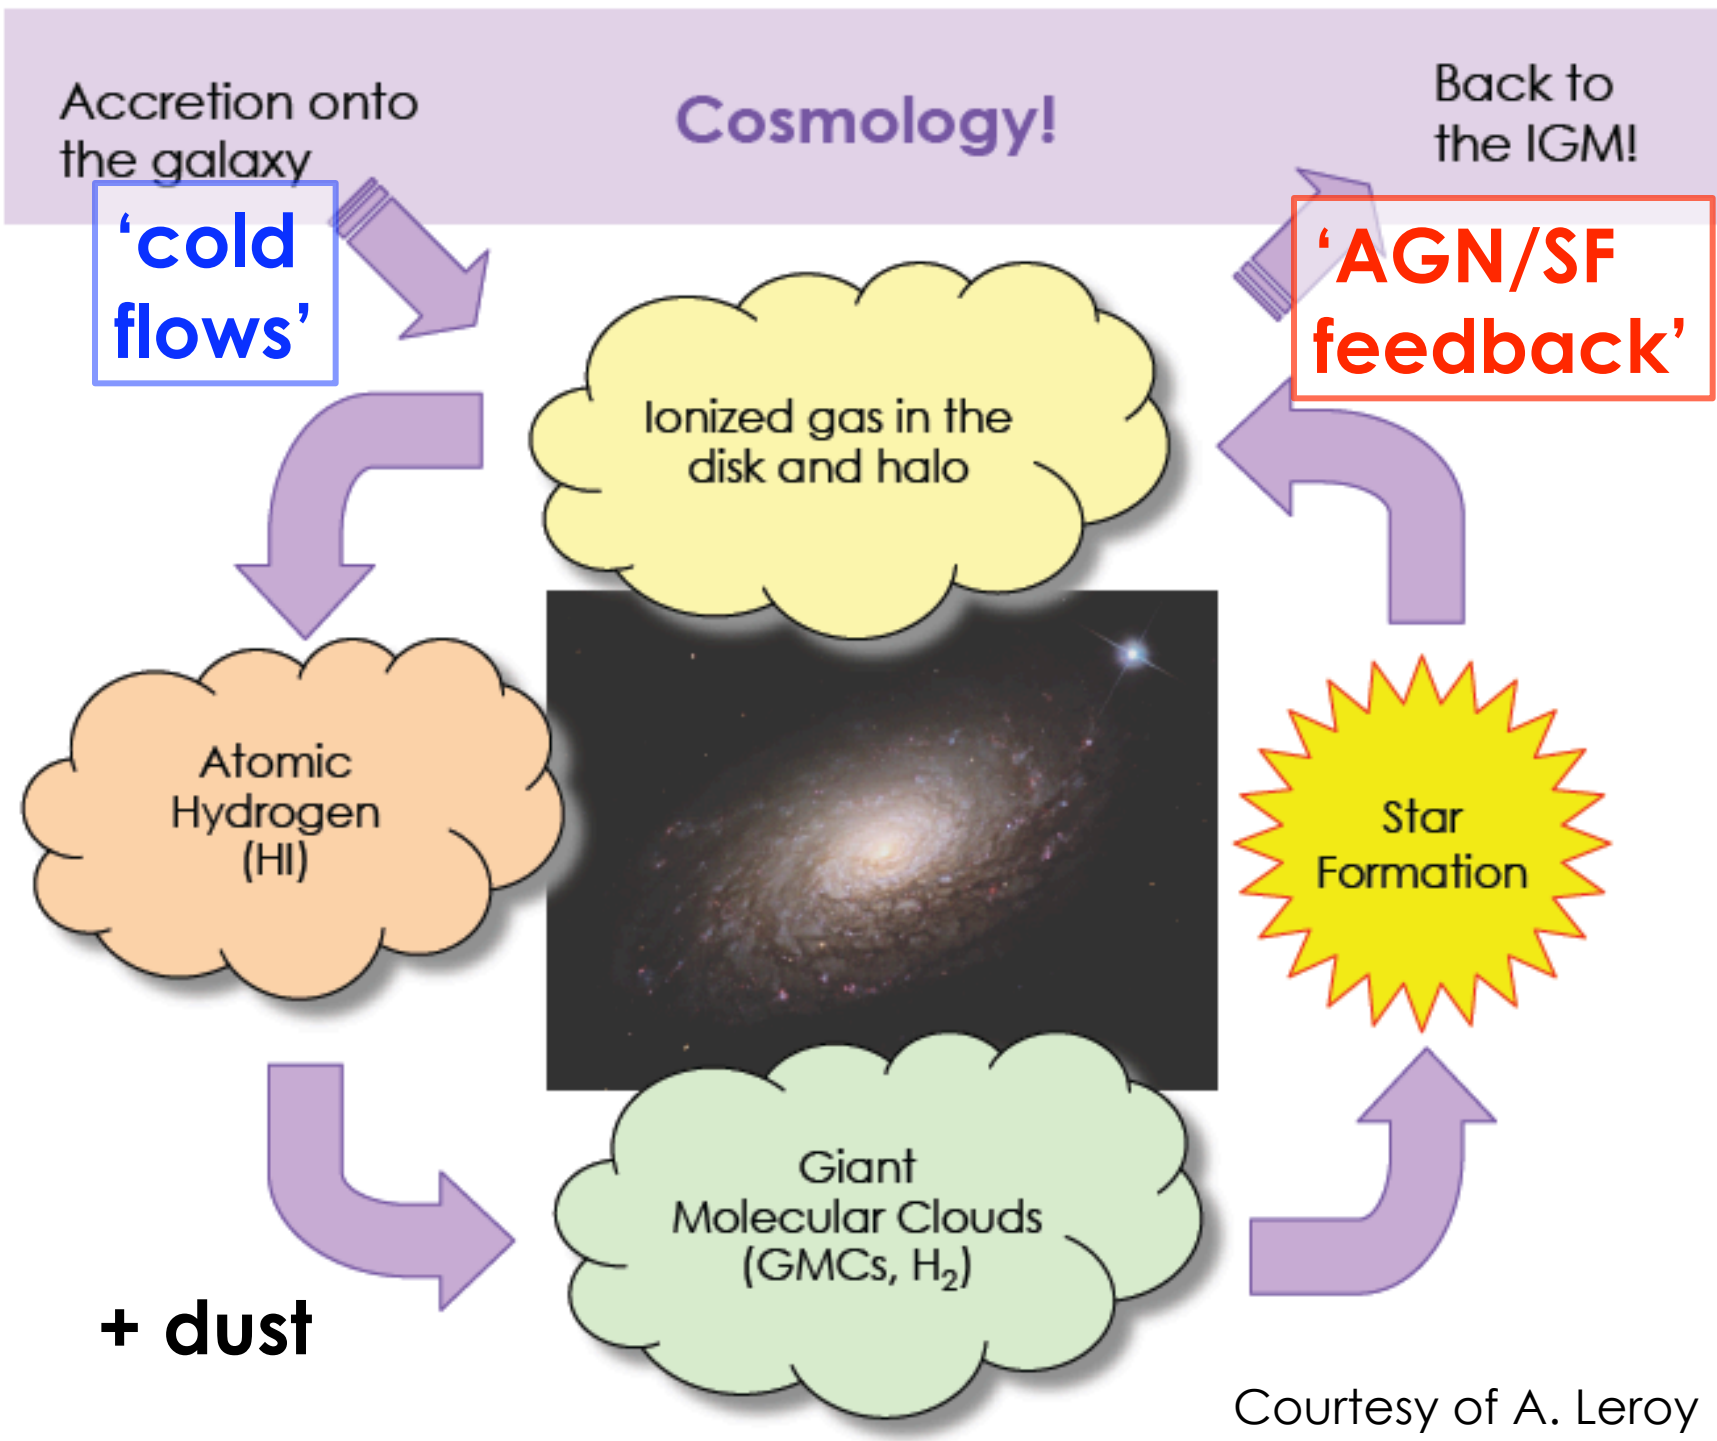 Accretion onto
the galaxy
Cosmology!
Back to
the IGM!
‘cold
flows’
‘AGN/SF
feedback’
Ionized gas in the
disk and halo
Atomic
Hydrogen
(HI)
Star
Formation
Giant
Molecular Clouds
(GMCs, H₂)
+ dust
Courtesy of A. Leroy